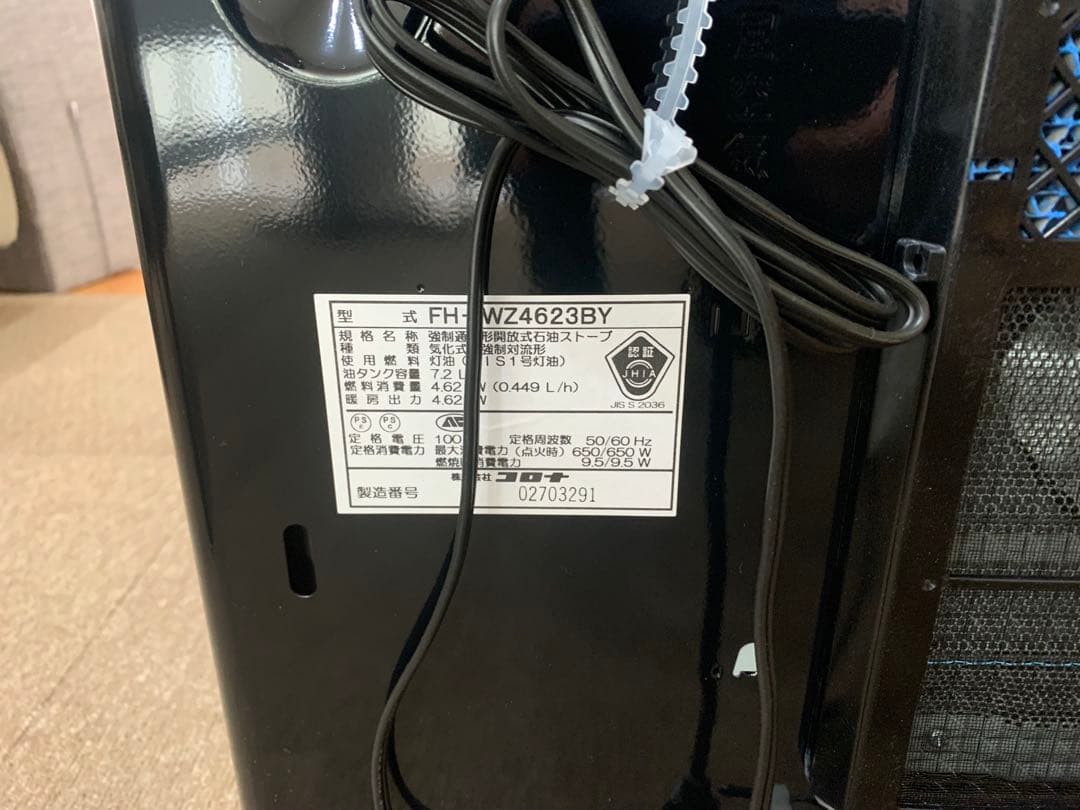 型 式 FH- WZ4623BY
規格名称 強制通 形開放式石油ストーブ
種 類 気化式 強制対流形
使用燃料 灯油( IS1号灯油)
油タンク容量 7.2 L
燃料消費量 4.62 W (0.449 L/h)
暖房出力 4.62 W
認証
JHIA
JIS S 2036
PS E PS C
定格電圧 100 定格周波数 50/60 Hz
定格消費電力 最大 費電力(点火時) 650/650 W
燃焼 消費電力 9.5/9.5 W
株式会社 コロナ
製造番号 02703291